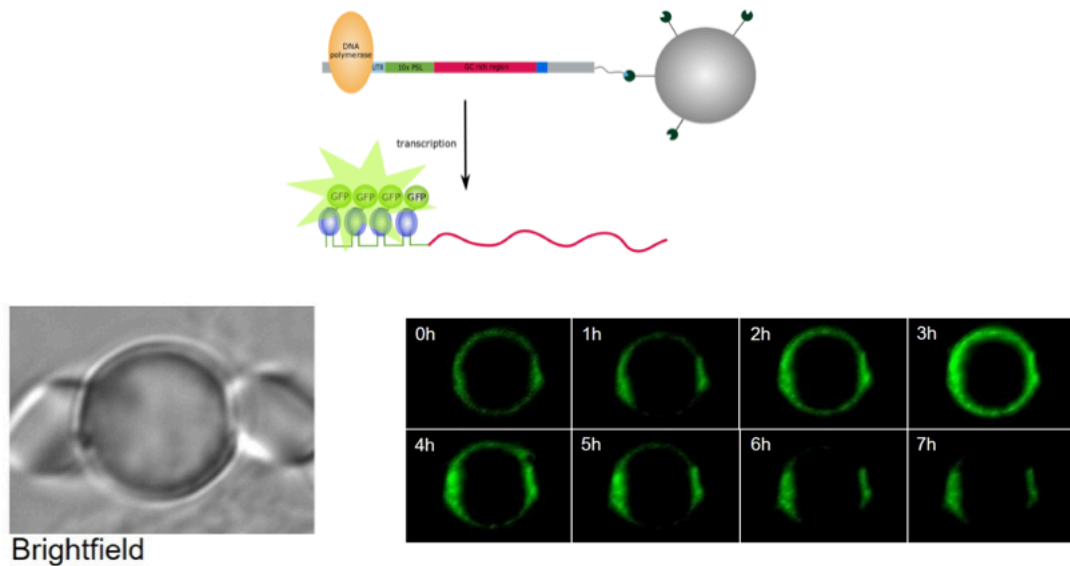 DNA
polymerase
UTR
10x PSL
GC rich region
transcription
GFP GFP GFP GFP
0h 1h 2h 3h
4h 5h 6h 7h
Brightfield